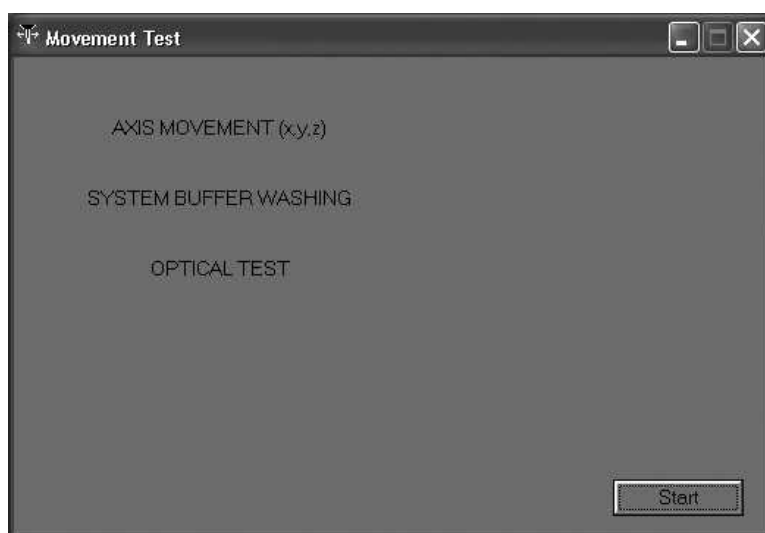 Movement Test
AXIS MOVEMENT (x,y,z)
SYSTEM BUFFER WASHING
OPTICAL TEST
Start